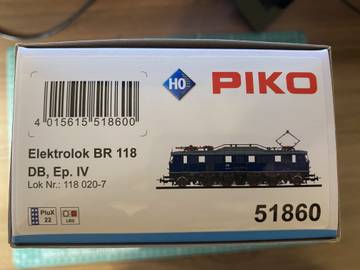 H0 PIKO
4 015615 518600
Elektrolok BR 118
DB, Ep. IV
Lok Nr.: 118 020-7
PluX
22
LED
51860